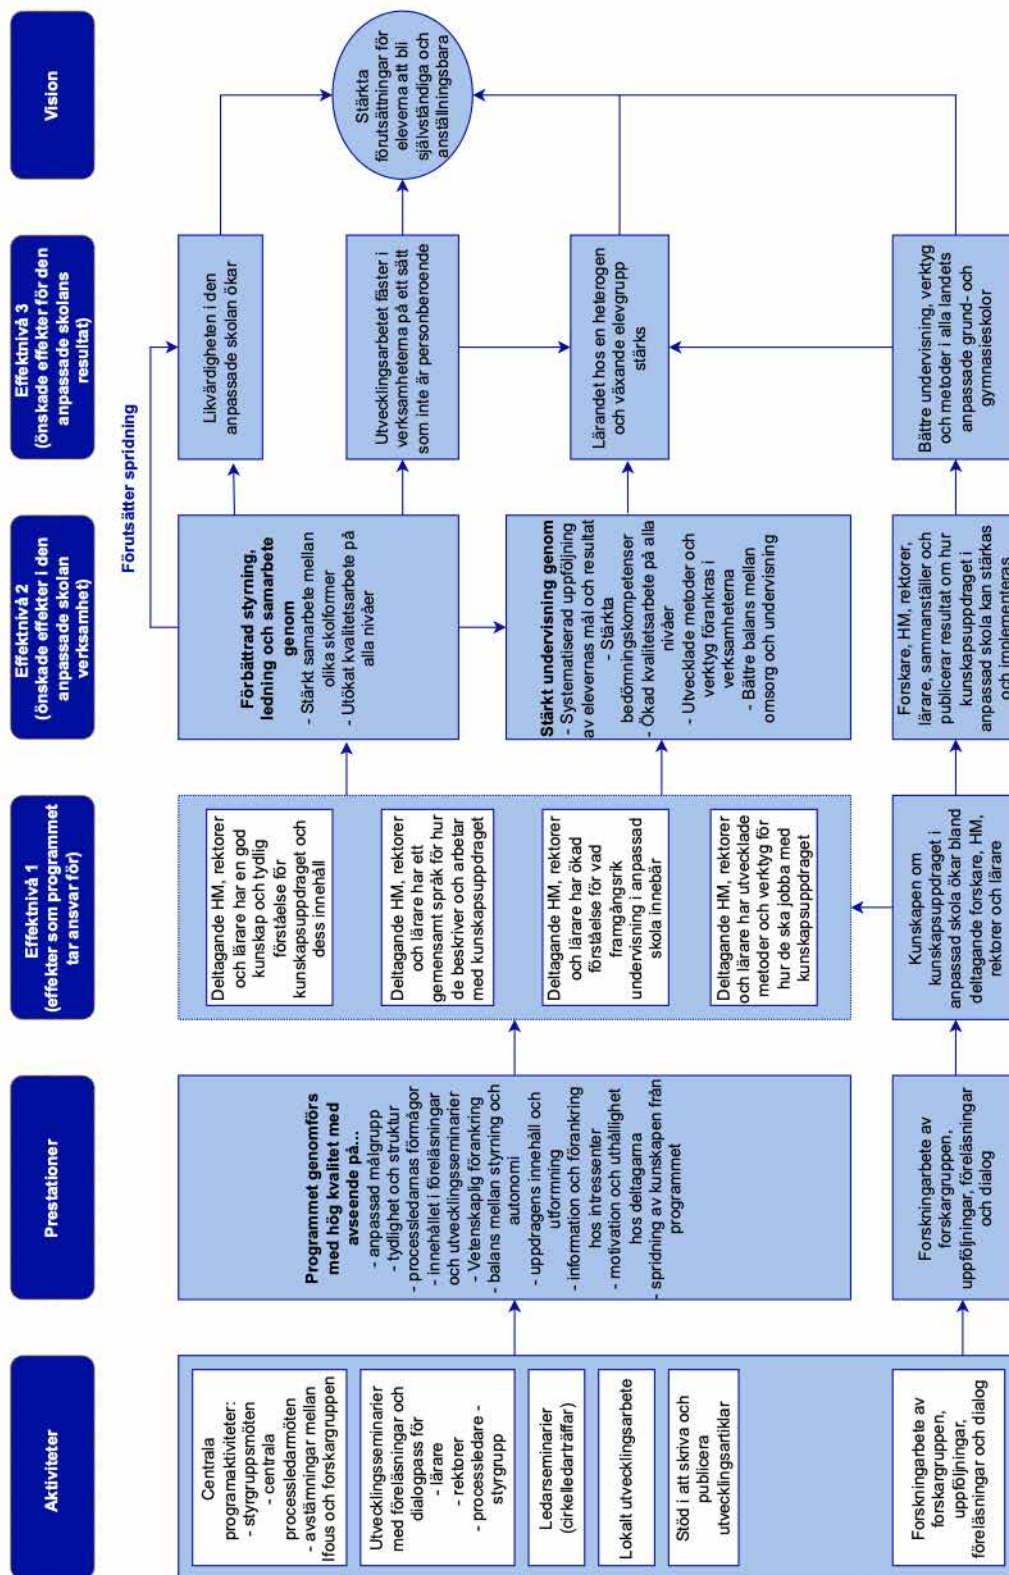 Aktiviteter
Prestationer
Effektnivå 1
(effekter som programmet
tar ansvar för)
Effektnivå 2
(önskade effekter i den
anpassade skolan
verksamhet)
Effektnivå 3
(önskade effekter för den
anpassade skolans
resultat)
Vision
Förutsätter spridning
Centrala
programaktiviteter:
- styrgruppsmöten
- centrala
processledarmöten
- avstämningar mellan
Ifous och forskargruppen
Utvecklingsseminarier
med föreläsningar och
dialogpass för
- lärare
- rektorer
- processledare -
styrgrupp
Ledarseminarier
(cirkelledarträffar)
Lokalt utvecklingsarbete
Stöd i att skriva och
publicera
utvecklingsartiklar
Forskningarbete av
forskargruppen,
uppföljningar,
föreläsningar och dialog
Programmet genomförs
med hög kvalitet med
avseende på...
- anpassad målgrupp
- tydlighet och struktur
- processledarnas förmågor
- innehållet i föreläsningar
och utvecklingsseminarier
- Vetenskaplig förankring
- balans mellan styrning och
autonomi
- uppdragens innehåll och
utformning
- information och förankring
hos intressenter
- motivation och uthållighet
hos deltagarna
- spridning av kunskapen från
programmet
Forskningarbete av
forskargruppen,
uppföljningar, föreläsningar
och dialog
Deltagande HM, rektorer
och lärare har en god
kunskap och tydlig
förståelse för
kunskapsuppdraget och
dess innehåll
Deltagande HM, rektorer
och lärare har ett
gemensamt språk för hur
de beskriver och arbetar
med kunskapsuppdraget
Deltagande HM, rektorer
och lärare har ökad
förståelse för vad
framgångsrik
undervisning i anpassad
skola innebär
Deltagande HM, rektorer
och lärare har utvecklade
metoder och verktyg för
hur de ska jobba med
kunskapsuppdraget
Kunskapen om
kunskapsuppdraget i
anpassad skola ökar bland
deltagande forskare, HM,
rektorer och lärare
Förbättrad styrning,
ledning och samarbete
genom
- Stärkt samarbete mellan
olika skolformer
- Utökat kvalitetsarbete på
alla nivåer
Stärkt undervisning genom
- Systematiserad uppföljning
av elevernas mål och resultat
- Stärkta
bedömningskompetenser
- Ökad kvalitetsarbete på alla
nivåer
- Utvecklade metoder och
verktyg förankras i
verksamheterna
- Bättre balans mellan
omsorg och undervisning
Forskare, HM, rektorer,
lärare, sammanställer och
publicerar resultat om hur
kunskapsuppdraget i
anpassad skola kan stärkas
och implementeras
Likvärdigheten i den
anpassade skolan ökar
Utvecklingsarbetet fäster i
verksamheterna på ett sätt
som inte är personberoende
Lärandet hos en heterogen
och växande elevgrupp
stärks
Bättre undervisning, verktyg
och metoder i alla landets
anpassade grund- och
gymnasieskolor
Stärkta
förutsättningar för
eleverna att bli
självständiga och
anställningsbara